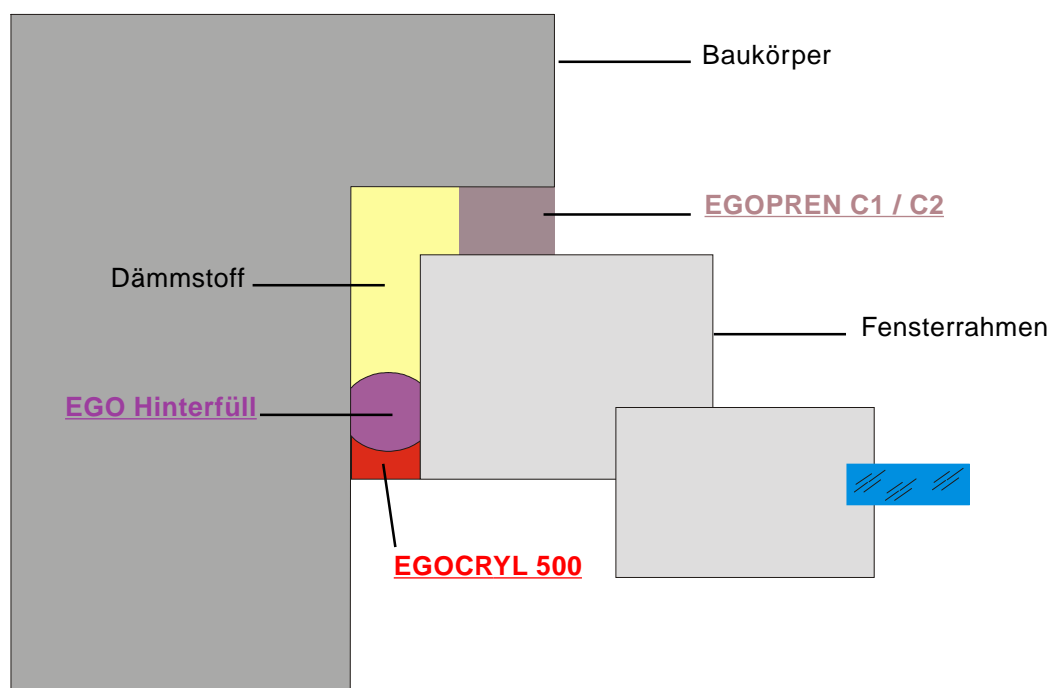 Baukörper
EGOPREN C1 / C2
Dämmstoff
Fensterrahmen
EGO Hinterfüll
EGOCRYL 500